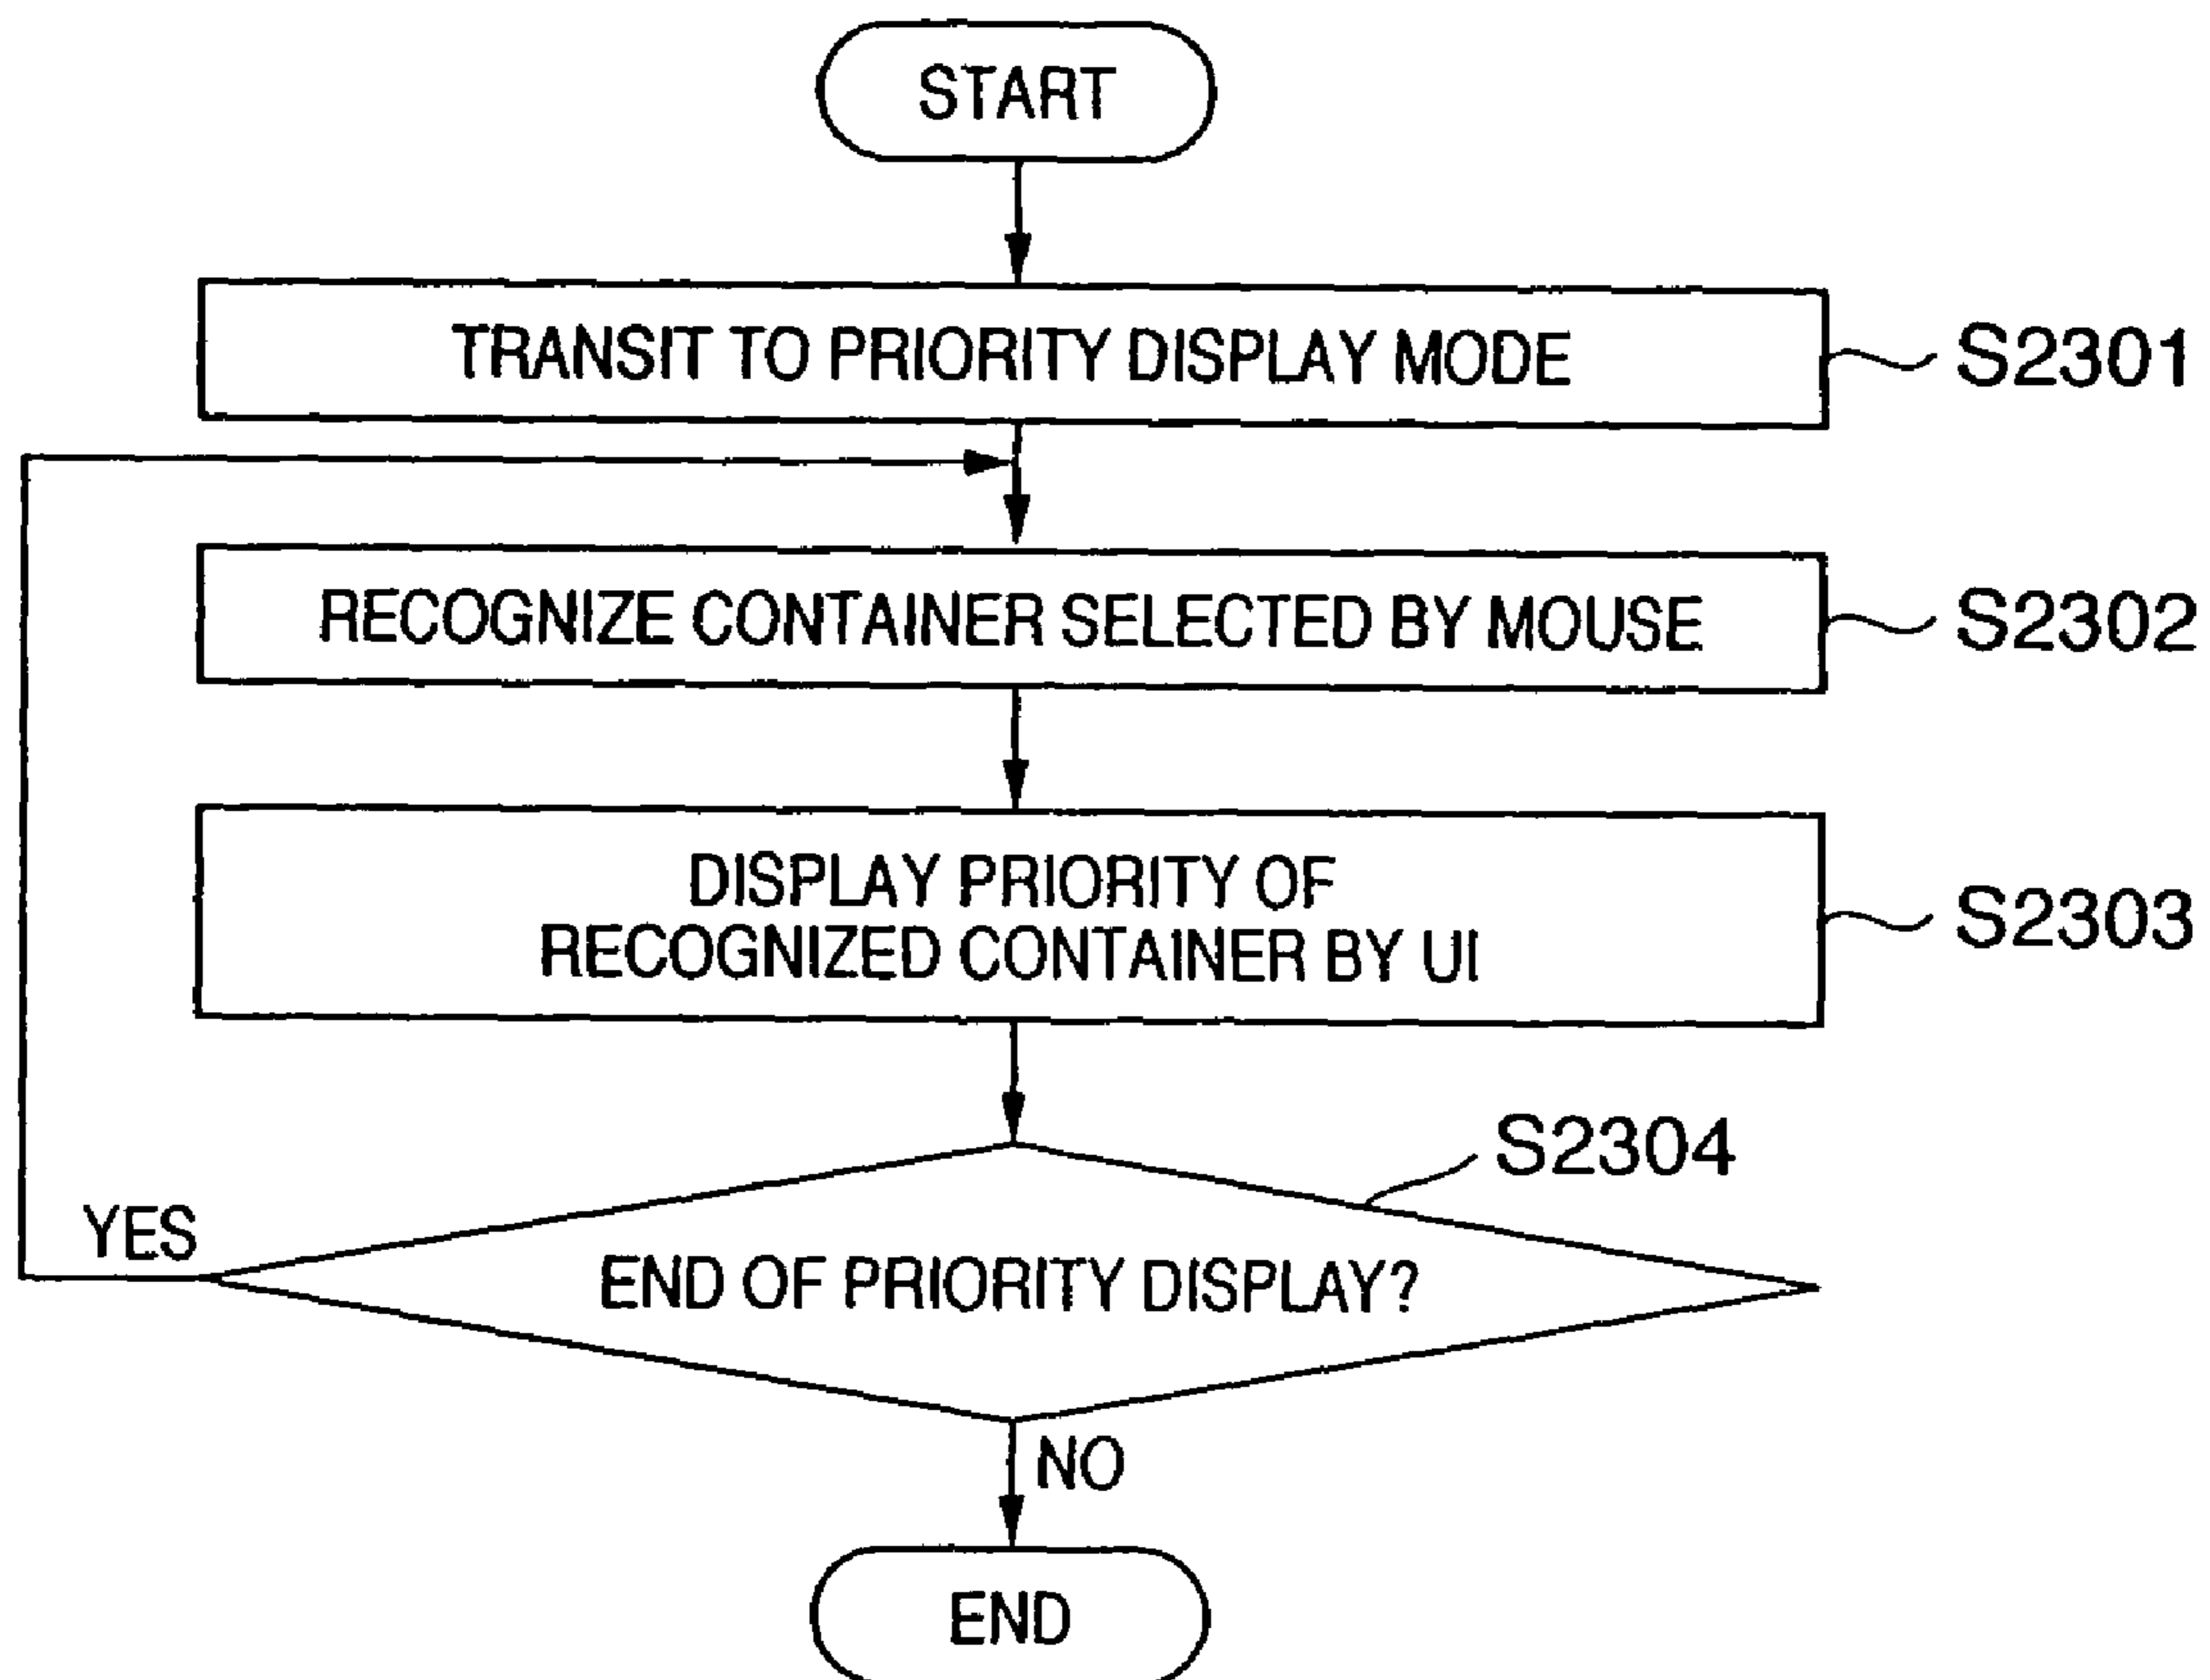 START
TRANSIT TO PRIORITY DISPLAY MODE
S2301
RECOGNIZE CONTAINER SELECTED BY MOUSE
S2302
DISPLAY PRIORITY OF
RECOGNIZED CONTAINER BY UI
S2303
S2304
YES
END OF PRIORITY DISPLAY?
NO
END